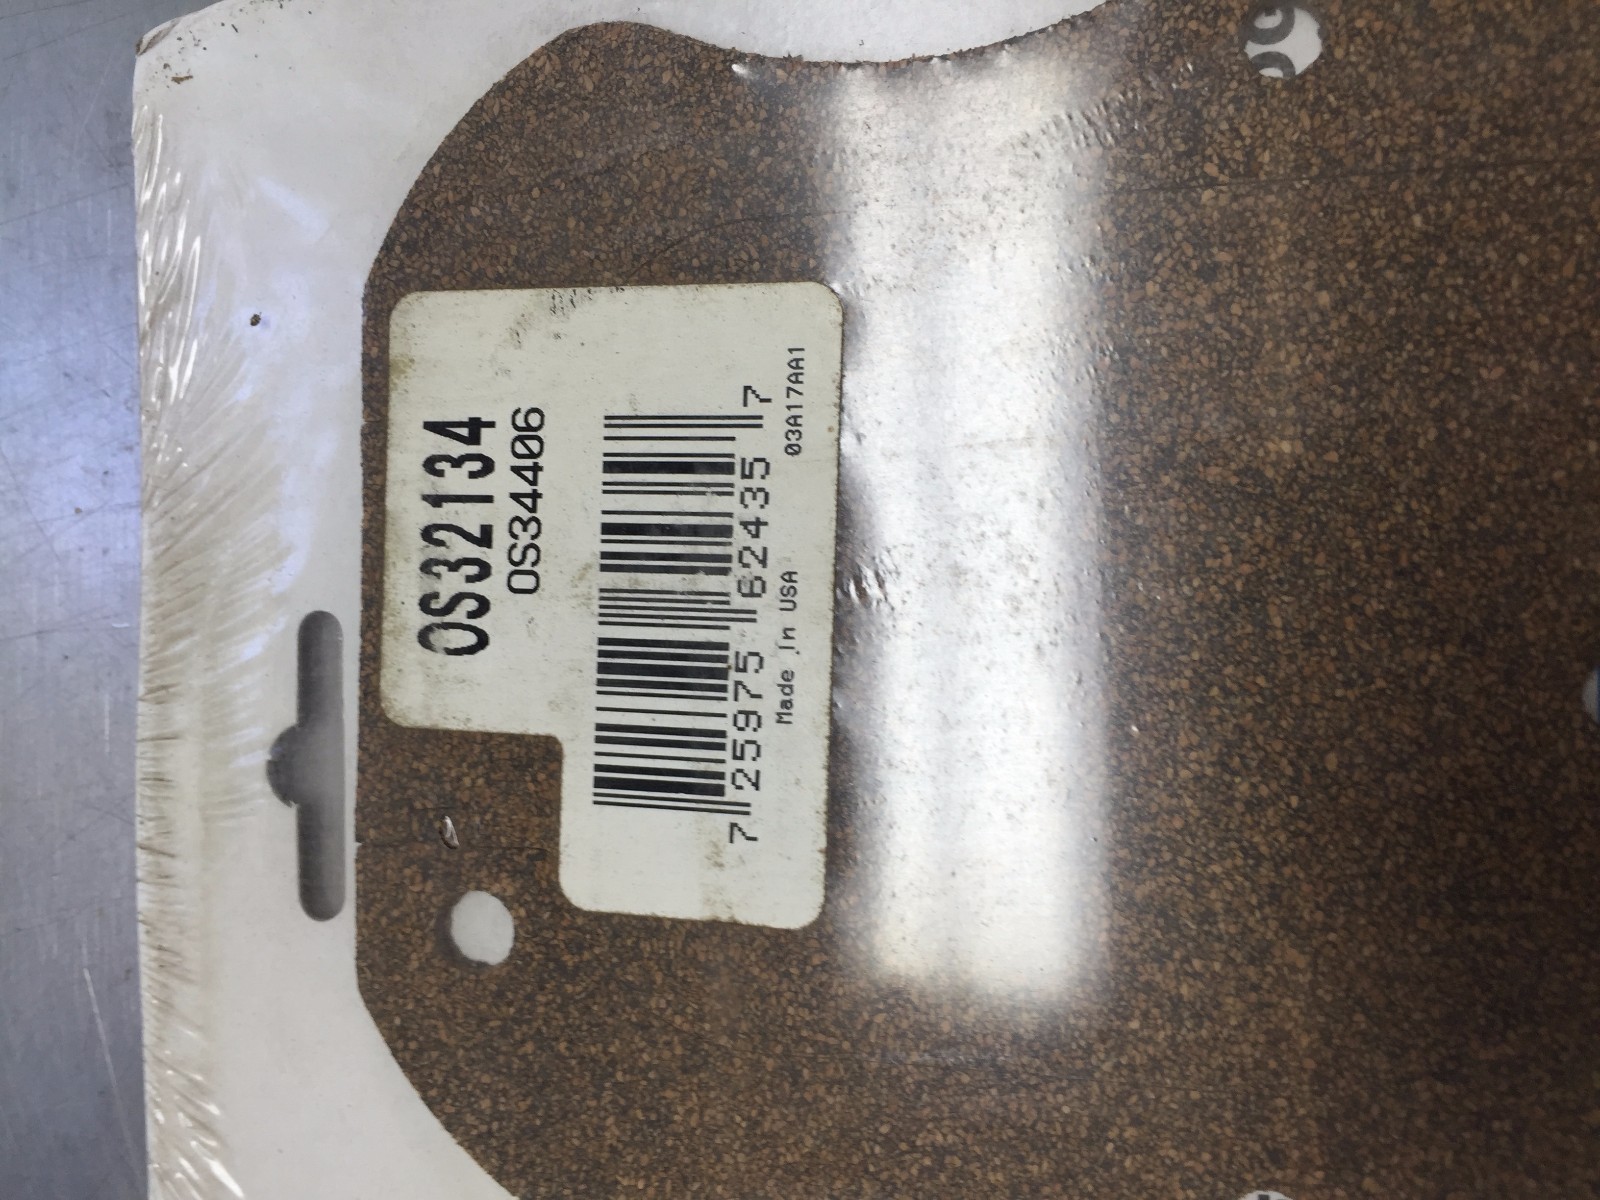 OS32134
OS34406
7 25975 62435 7
Made In USA 03A17AA1